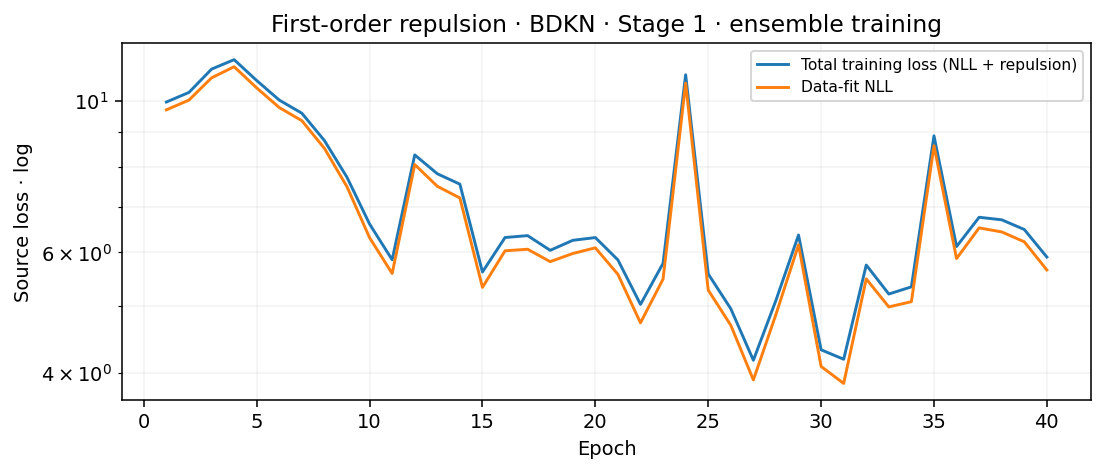 First-order repulsion · BDKN · Stage 1 · ensemble training
Total training loss (NLL + repulsion)
Data-fit NLL
Source loss · log
10¹
6 × 10⁰
4 × 10⁰
0 5 10 15 20 25 30 35 40
Epoch